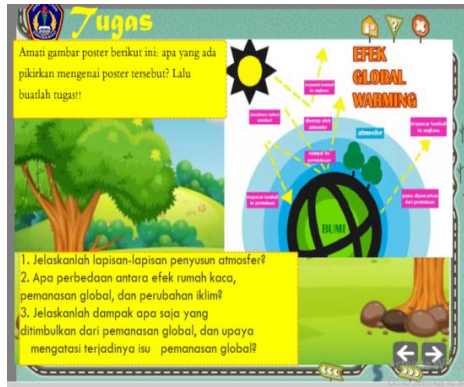 Tugas
Amati gambar poster berikut ini; apa yang ada
pikirkan mengenai poster tersebut? Lalu
buatlah tugas!!
EFEK
GLOBAL
WARMING
atmosfer
BUMI
1. Jelaskanlah lapisan-lapisan penyusun atmosfer?
2. Apa perbedaan antara efek rumah kaca,
pemanasan global, dan perubahan iklim?
3. Jelaskanlah dampak apa saja yang
ditimbulkan dari pemanasan global, dan upaya
mengatasi terjadinya isu pemanasan global?